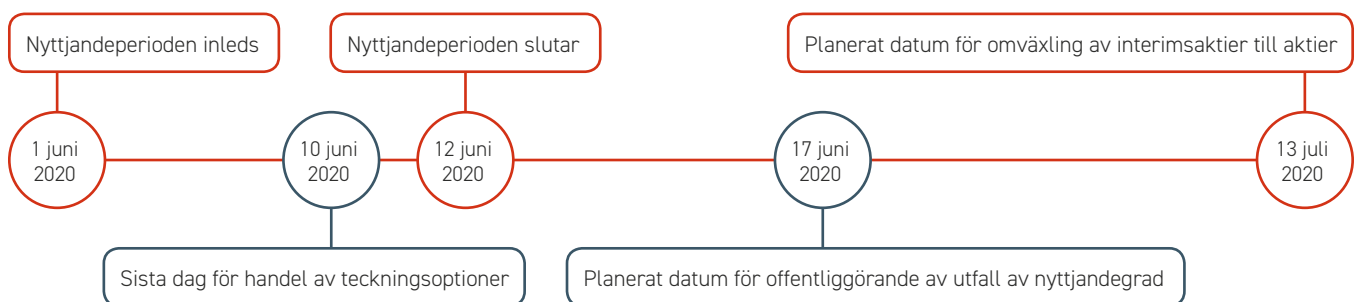 Nyttjandeperioden inleds
Nyttjandeperioden slutar
Planerat datum för omväxling av interimsaktier till aktier
1 juni
2020
10 juni
2020
12 juni
2020
17 juni
2020
13 juli
2020
Sista dag för handel av teckningsoptioner
Planerat datum för offentliggörande av utfall av nyttjandegrad